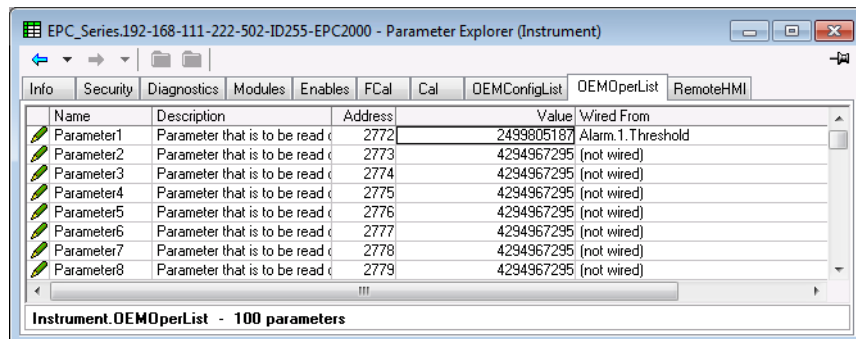 EPC_Series.192-168-111-222-502-ID255-EPC2000 - Parameter Explorer (Instrument)
Info Security Diagnostics Modules Enables FCal Cal OEMConfigList OEMOperList RemoteHMI
Name Description Address Value Wired From
Parameter1 Parameter that is to be read 2772 2499805187 Alarm.1.Threshold
Parameter2 Parameter that is to be read 2773 4294967295 (not wired)
Parameter3 Parameter that is to be read 2774 4294967295 (not wired)
Parameter4 Parameter that is to be read 2775 4294967295 (not wired)
Parameter5 Parameter that is to be read 2776 4294967295 (not wired)
Parameter6 Parameter that is to be read 2777 4294967295 (not wired)
Parameter7 Parameter that is to be read 2778 4294967295 (not wired)
Parameter8 Parameter that is to be read 2779 4294967295 (not wired)
Instrument.OEMOperList - 100 parameters